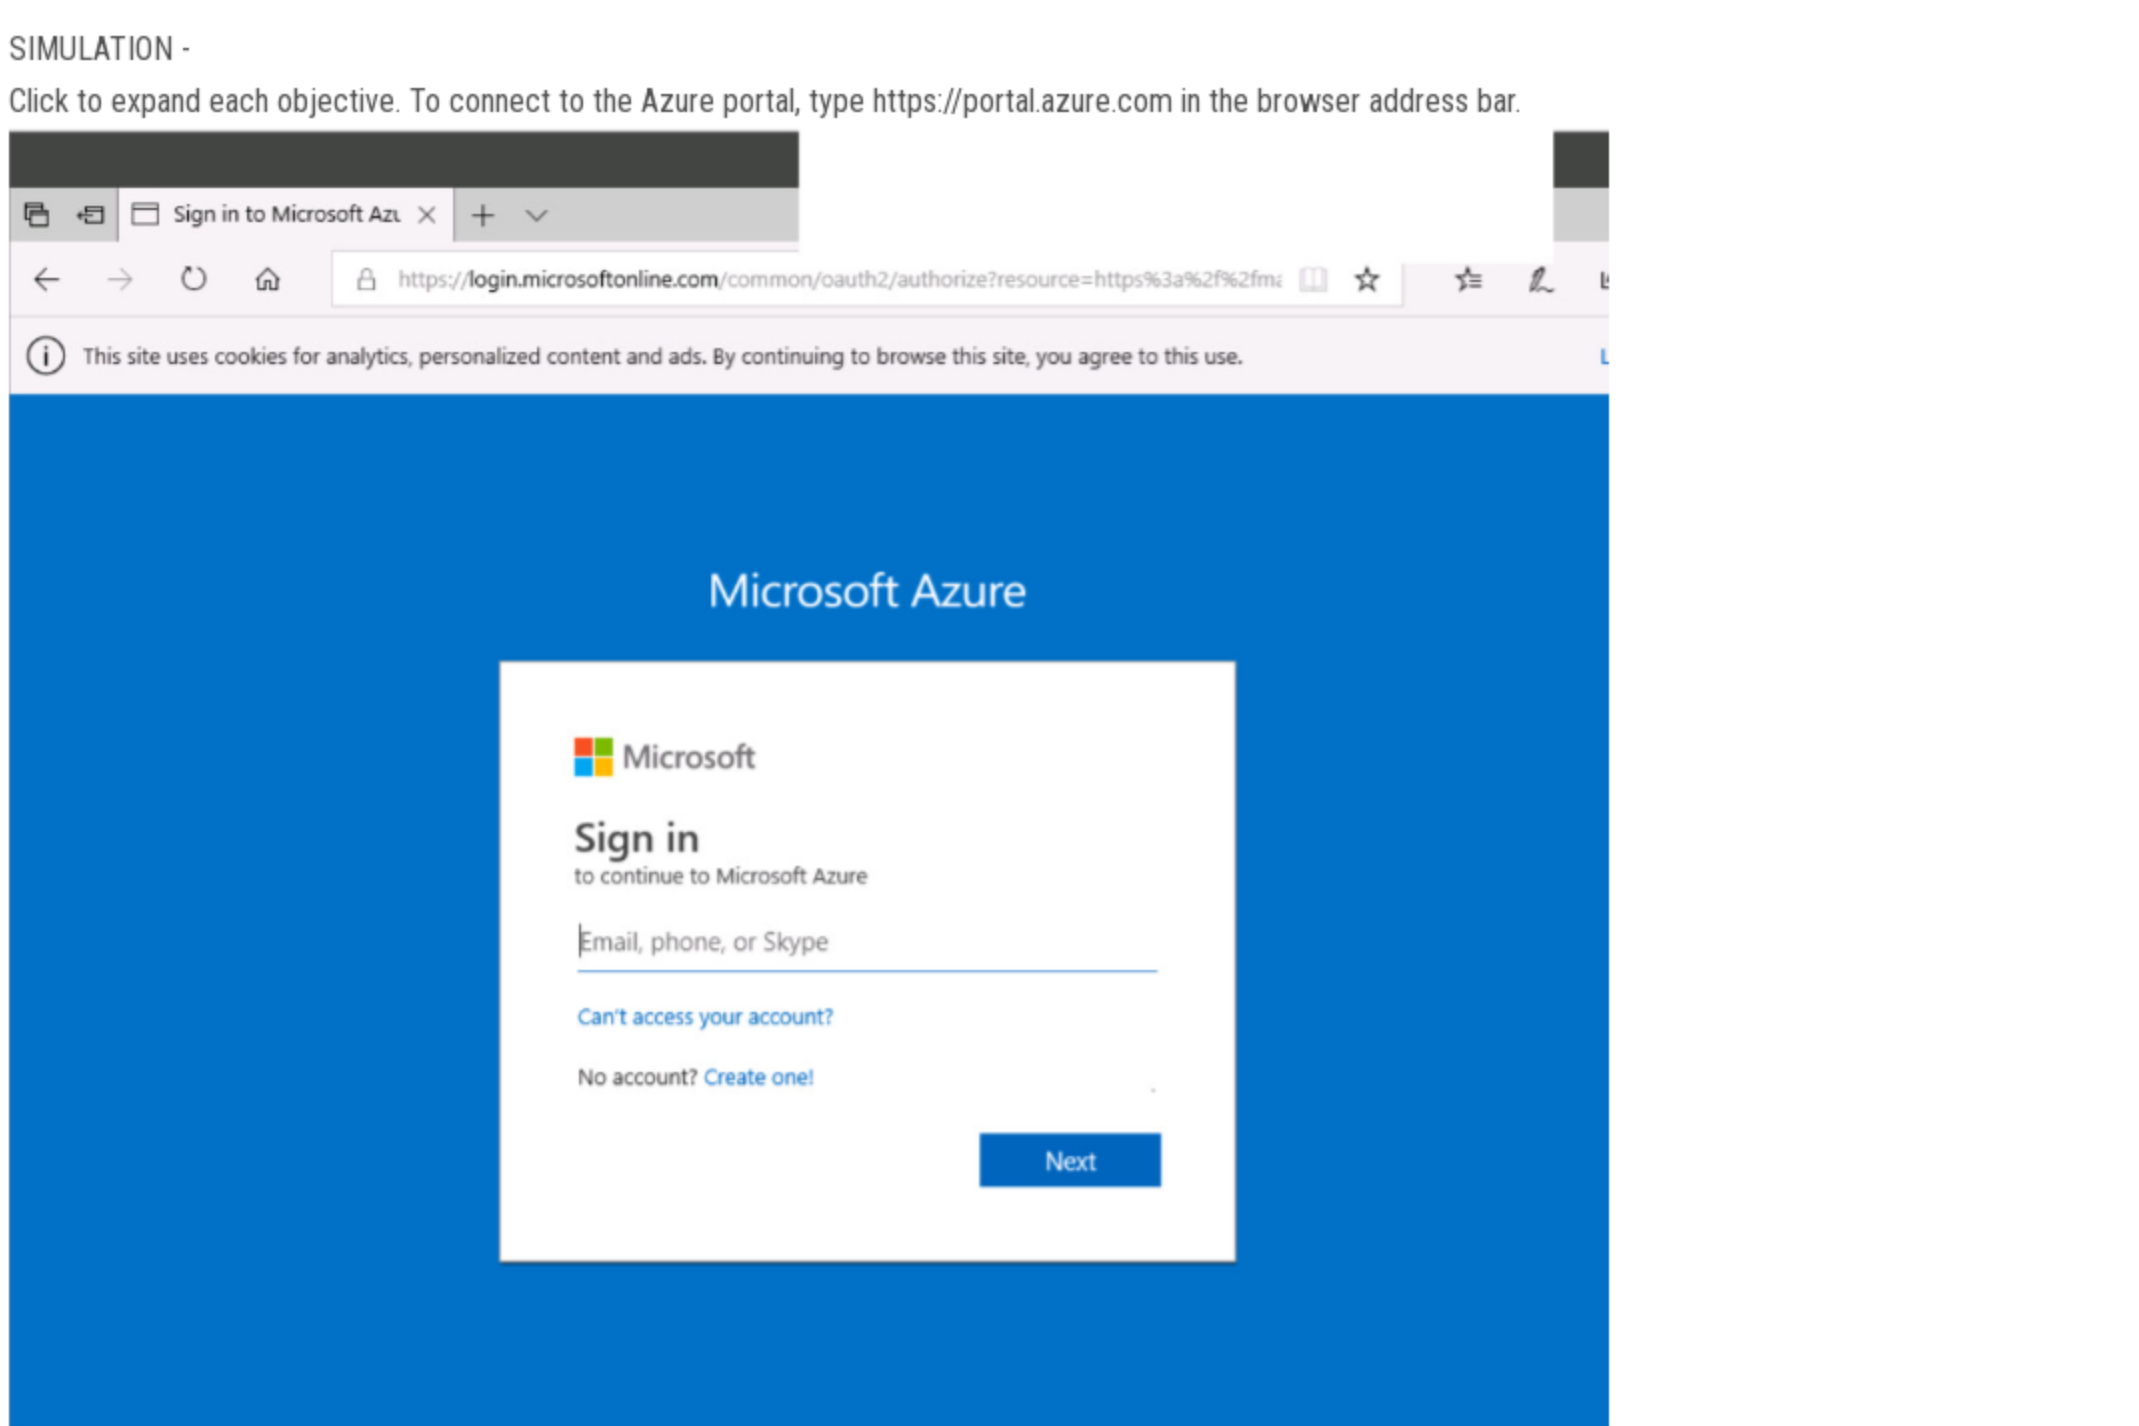 SIMULATION -
Click to expand each objective. To connect to the Azure portal, type https://portal.azure.com in the browser address bar.
Sign in to Microsoft Azu
https://login.microsoftonline.com/common/oauth2/authorize?resource=https%3a%2f%2fma
This site uses cookies for analytics, personalized content and ads. By continuing to browse this site, you agree to this use.
L
Microsoft Azure
Microsoft
Sign in
to continue to Microsoft Azure
Email, phone, or Skype
Can't access your account?
No account? Create one!
Next